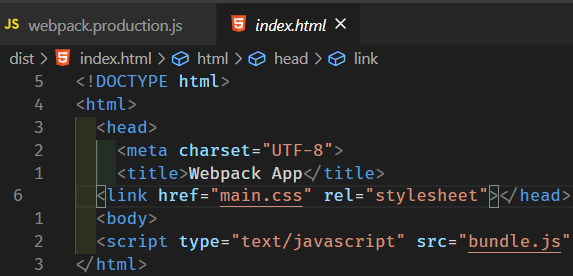 JS webpack.production.js index.html ×
dist > index.html > html > head > link
5 <!DOCTYPE html>
4 <html>
3 <head>
2 <meta charset="UTF-8">
1 <title>Webpack App</title>
6 <link href="main.css" rel="stylesheet"></head>
1 <body>
2 <script type="text/javascript" src="bundle.js"
3 </html>